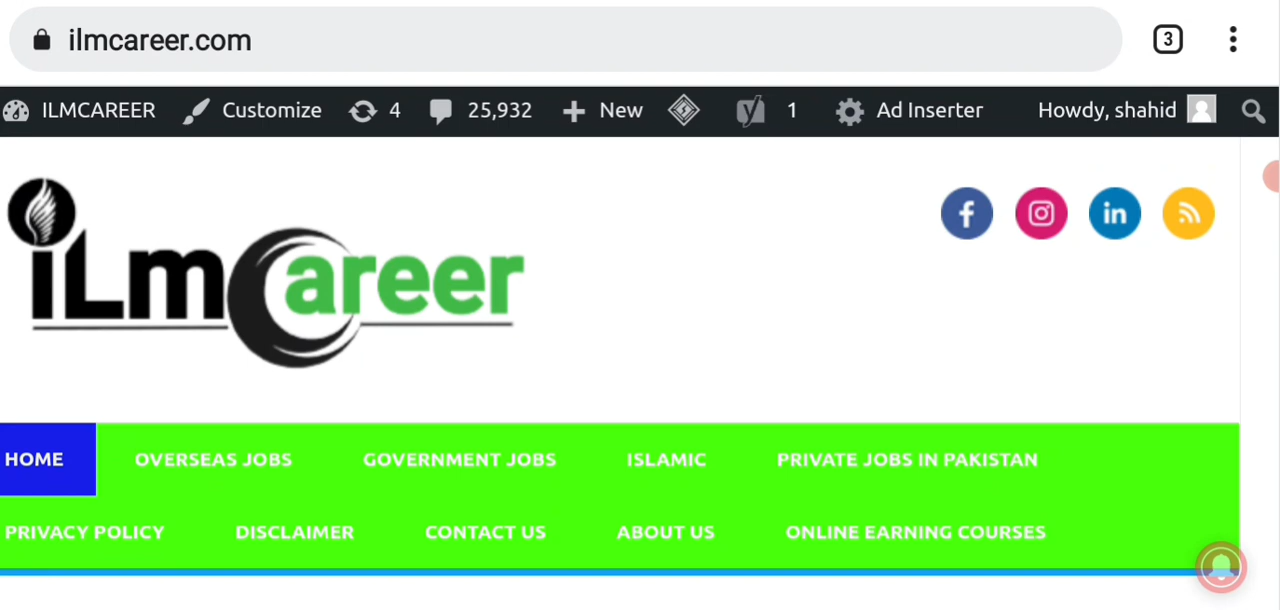 ilmcareer.com 3
ILMCAREER Customize 4 25,932 New 1 Ad Inserter Howdy, shahid
iLmCareer
HOME OVERSEAS JOBS GOVERNMENT JOBS ISLAMIC PRIVATE JOBS IN PAKISTAN
PRIVACY POLICY DISCLAIMER CONTACT US ABOUT US ONLINE EARNING COURSES